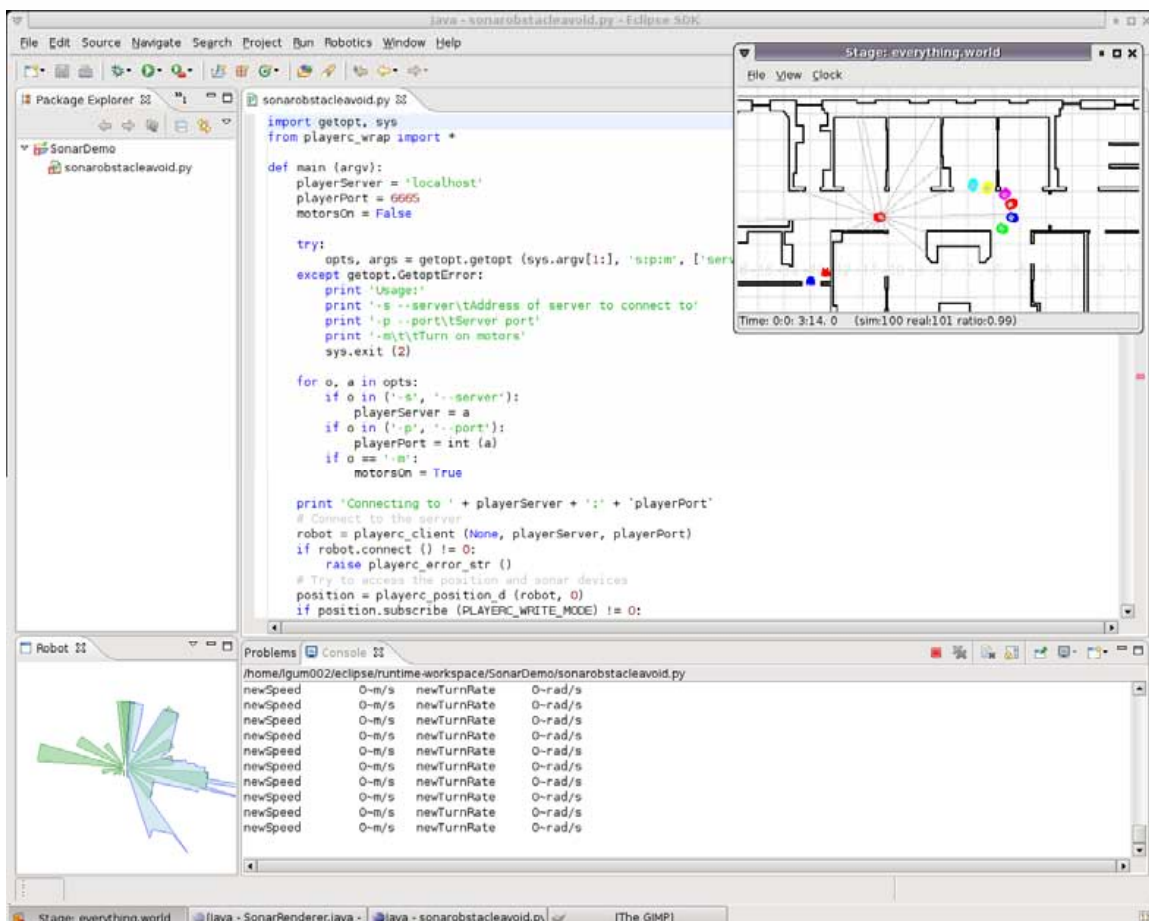 Java - sonarobstacleavoid.py - Eclipse SDK
File Edit Source Navigate Search Project Run Robotics Window Help
Stage: everything.world
File View Clock
Time: 0:0: 3:14. 0 (sim:100 real:101 ratio:0.99)
Package Explorer
SonarDemo
sonarobstacleavoid.py
sonarobstacleavoid.py
import getopt, sys
from playerc_wrap import *
def main (argv):
playerServer = 'localhost'
playerPort = 6665
motorsOn = False
try:
opts, args = getopt.getopt (sys.argv[1:], 's:p:m', ['serv
except getopt.GetoptError:
print 'Usage:'
print '-s --server\tAddress of server to connect to'
print '-p --port\tServer port'
print '-m\t\tTurn on motors'
sys.exit (2)
for o, a in opts:
if o in ('-s', '--server'):
playerServer = a
if o in ('-p', '--port'):
playerPort = int (a)
if o == '-m':
motorsOn = True
print 'Connecting to ' + playerServer + ':' + `playerPort`
# Connect to the server
robot = playerc_client (None, playerServer, playerPort)
if robot.connect () != 0:
raise playerc_error_str ()
# Try to access the position and sonar devices
position = playerc_position_d (robot, 0)
if position.subscribe (PLAYERC_WRITE_MODE) != 0:
Robot
Problems Console
/home/lgum002/eclipse/runtime-workspace/SonarDemo/sonarobstacleavoid.py
newSpeed 0~m/s newTurnRate 0~rad/s
newSpeed 0~m/s newTurnRate 0~rad/s
newSpeed 0~m/s newTurnRate 0~rad/s
newSpeed 0~m/s newTurnRate 0~rad/s
newSpeed 0~m/s newTurnRate 0~rad/s
newSpeed 0~m/s newTurnRate 0~rad/s
newSpeed 0~m/s newTurnRate 0~rad/s
newSpeed 0~m/s newTurnRate 0~rad/s
newSpeed 0~m/s newTurnRate 0~rad/s
newSpeed 0~m/s newTurnRate 0~rad/s
Stage: everything.world [Java - SonarRenderer.java - Java - sonarobstacleavoid.py [The GIMP]